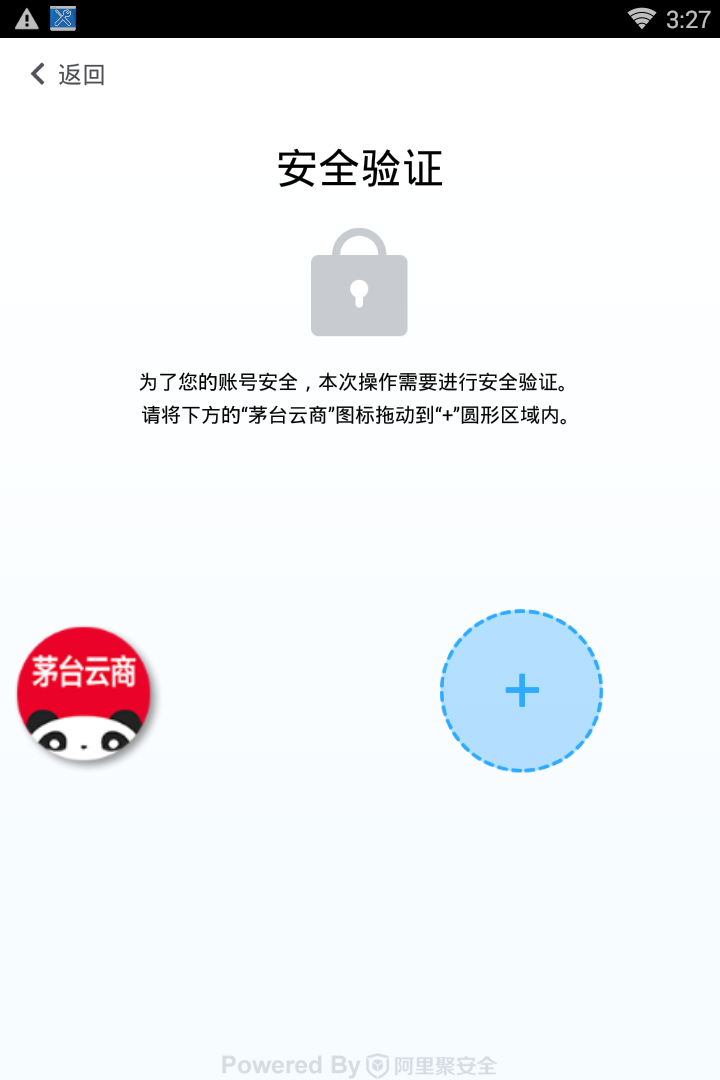 3:27
返回
安全验证
为了您的账号安全，本次操作需要进行安全验证。
请将下方的“茅台云商”图标拖动到“+”圆形区域内。
茅台云商
+
Powered By 阿里聚安全